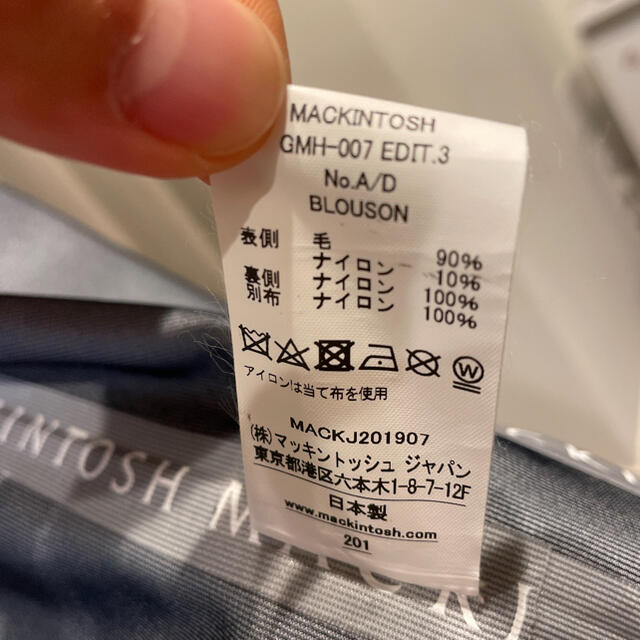 MACKINTOSH
GMH-007 EDIT.3
No.A/D
BLOUSON
表側 毛 90%
ナイロン 10%
裏側 ナイロン 100%
別布 ナイロン 100%
W
アイロンは当て布を使用
MACKJ201907
(株)マッキントッシュ ジャパン
東京都港区六本木1-8-7-12F
日本製
www.mackintosh.com
201
KINTOSH MACKI